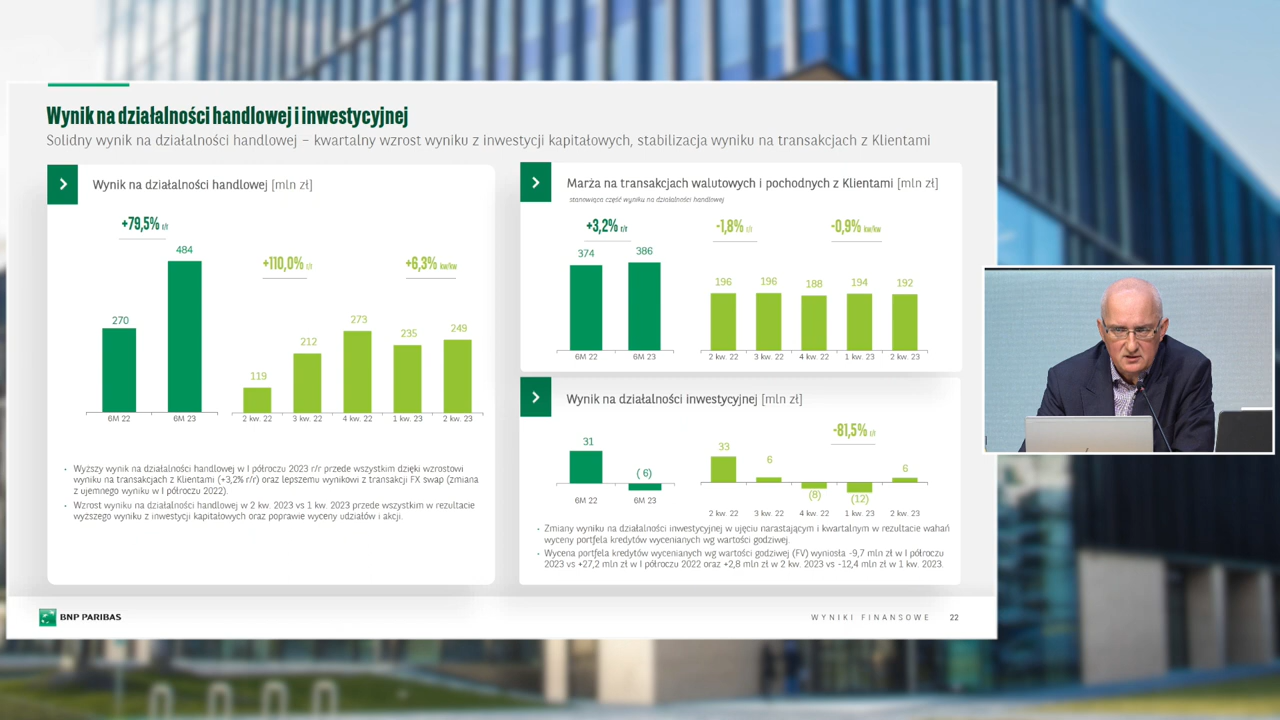 Wynik na działalności handlowej i inwestycyjnej
Solidny wynik na działalności handlowej – kwartalny wzrost wyniku z inwestycji kapitałowych, stabilizacja wyniku na transakcjach z Klientami
Wynik na działalności handlowej [mln zł]
+79,5% r/r
+110,0% r/r
+6,3% kw/kw
270
484
119
212
273
235
249
6M 22
6M 23
2 kw. 22
3 kw. 22
4 kw. 22
1 kw. 23
2 kw. 23
• Wyższy wynik na działalności handlowej w I półroczu 2023 r/r przede wszystkim dzięki wzrostowi
wyniku na transakcjach z Klientami (+3,2% r/r) oraz lepszemu wynikowi z transakcji FX swap (zmiana
z ujemnego wyniku w I półroczu 2022).
• Wzrost wyniku na działalności handlowej w 2 kw. 2023 vs 1 kw. 2023 przede wszystkim w rezultacie
wyższego wyniku z inwestycji kapitałowych oraz poprawie wyceny udziałów i akcji.
Marża na transakcjach walutowych i pochodnych z Klientami [mln zł]
stanowiąca część wyniku na działalności handlowej
+3,2% r/r
-1,8% r/r
-0,9% kw/kw
374
386
196
196
188
194
192
6M 22
6M 23
2 kw. 22
3 kw. 22
4 kw. 22
1 kw. 23
2 kw. 23
Wynik na działalności inwestycyjnej [mln zł]
-81,5% r/r
31
( 6)
33
6
(8)
(12)
6
6M 22
6M 23
2 kw. 22
3 kw. 22
4 kw. 22
1 kw. 23
2 kw. 23
• Zmiany wyniku na działalności inwestycyjnej w ujęciu narastającym i kwartalnym w rezultacie wahań
wyceny portfela kredytów wycenianych wg wartości godziwej.
• Wycena portfela kredytów wycenianych wg wartości godziwej (FV) wyniosła -9,7 mln zł w I półroczu
2023 vs +27,2 mln zł w I półroczu 2022 oraz +2,8 mln zł w 2 kw. 2023 vs -12,4 mln zł w 1 kw. 2023.
BNP PARIBAS
WYNIKI FINANSOWE 22